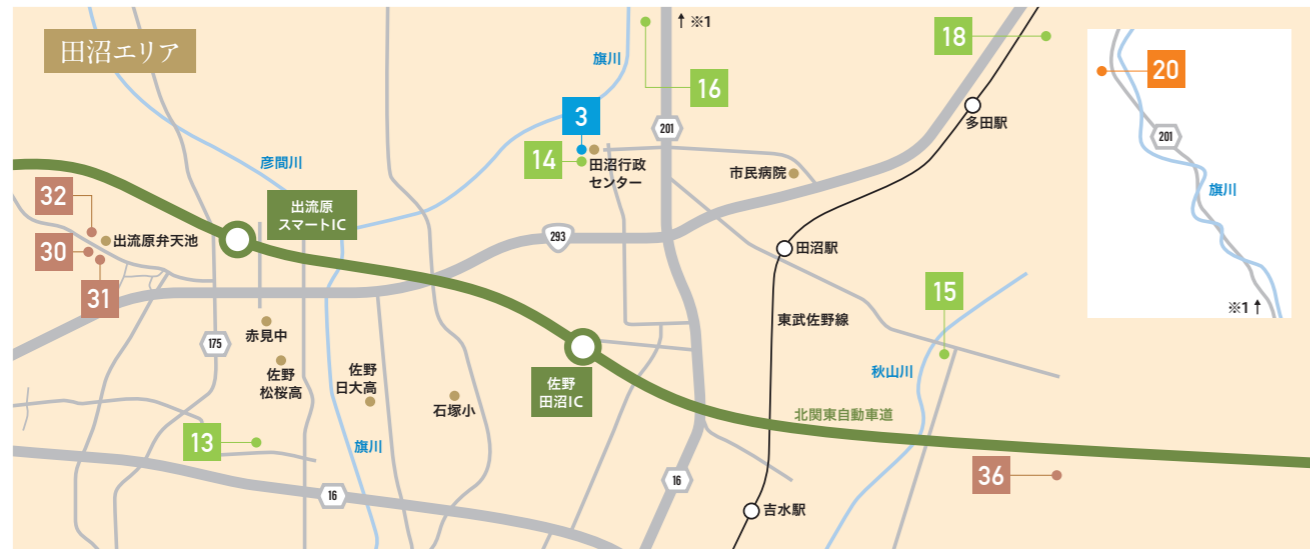 田沼エリア
↑ ※1
旗川
16
18
20
3
201
多田駅
201
14
田沼行政
センター
市民病院
彦間川
旗川
32
出流原
スマートIC
出流原弁天池
30
293
田沼駅
31
15
※1 ↑
赤見中
175
東武佐野線
佐野
松桜高
佐野
日大高
石塚小
佐野
田沼IC
秋山川
北関東自動車道
13
旗川
36
16
16
吉水駅